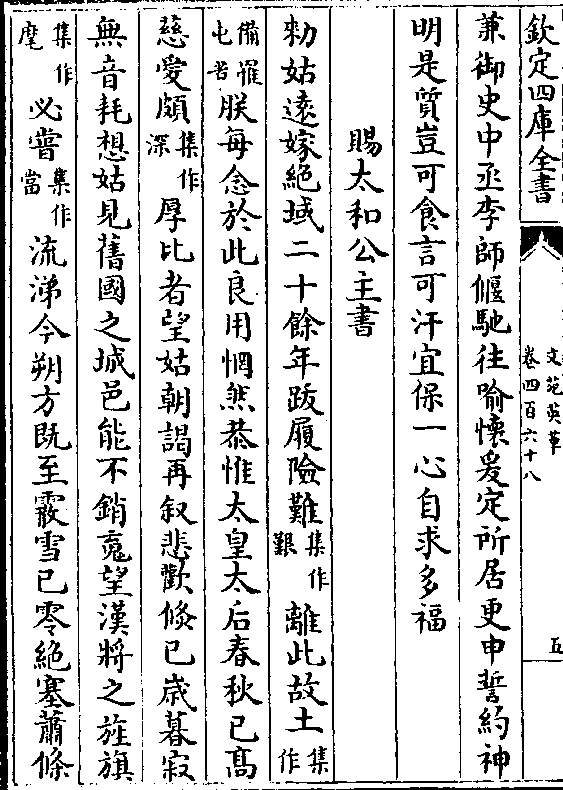 欽定四庫全書
文苑英華
卷四百六十八
五
兼御史中丞李師偃馳往喻懷爰定所居更申誓約神
明是質豈可食言可汗宜保一心自求多福
賜太和公主書
勑姑遠嫁絶域二十餘年跋履險難集作艱離此故土集作
備罹屯苦朕每念於此良用惘然恭惟太皇太后春秋已髙
慈愛頗集作深厚比者望姑朝謁再叙悲歡倐已歳暮寂
無音耗想姑見舊國之城邑能不銷䰟望漢將之旌旗
集作麾必嘗集作當流涕今朔方既至霰雪已零絶塞蕭條